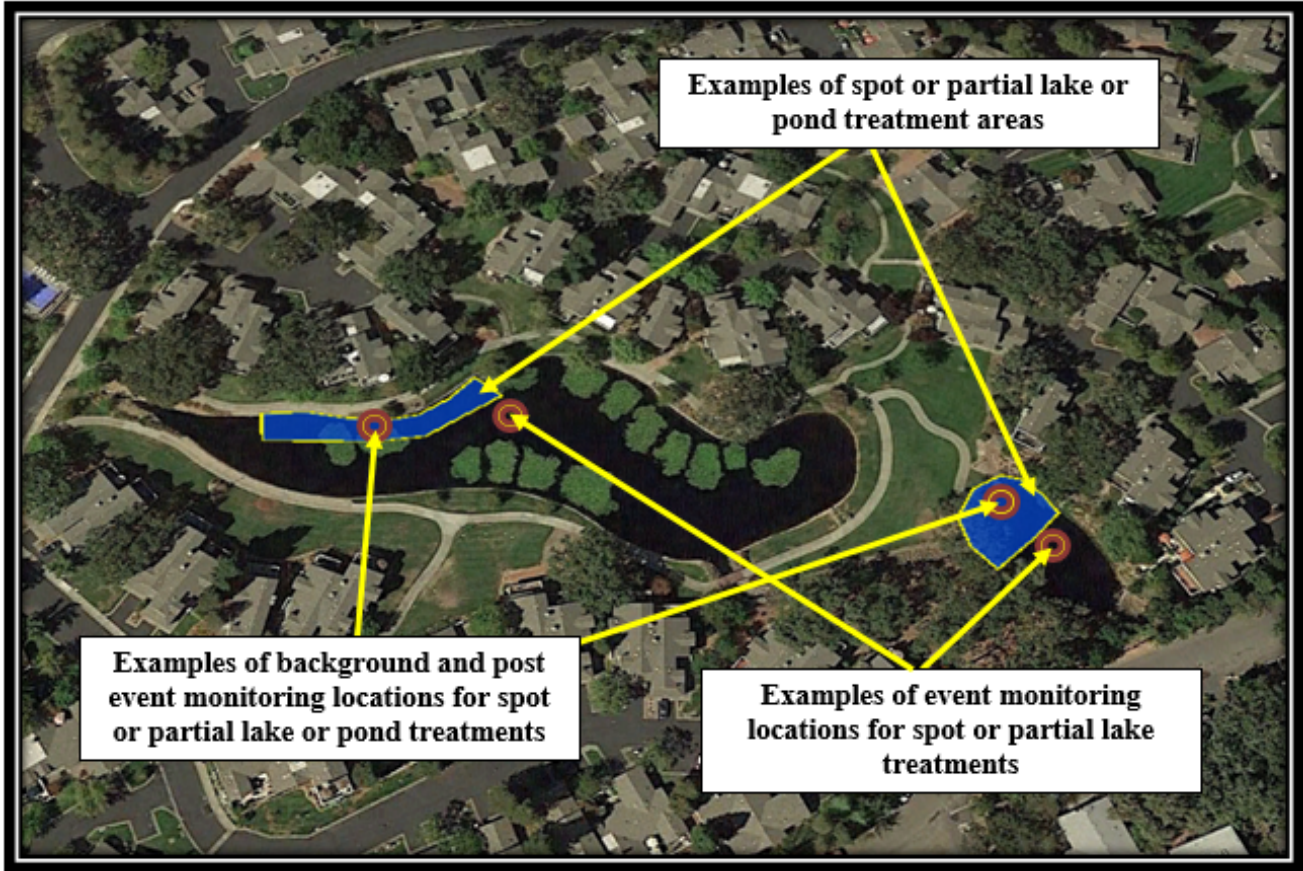 Examples of spot or partial lake or
pond treatment areas
Examples of background and post
event monitoring locations for spot
or partial lake or pond treatments
Examples of event monitoring
locations for spot or partial lake
treatments